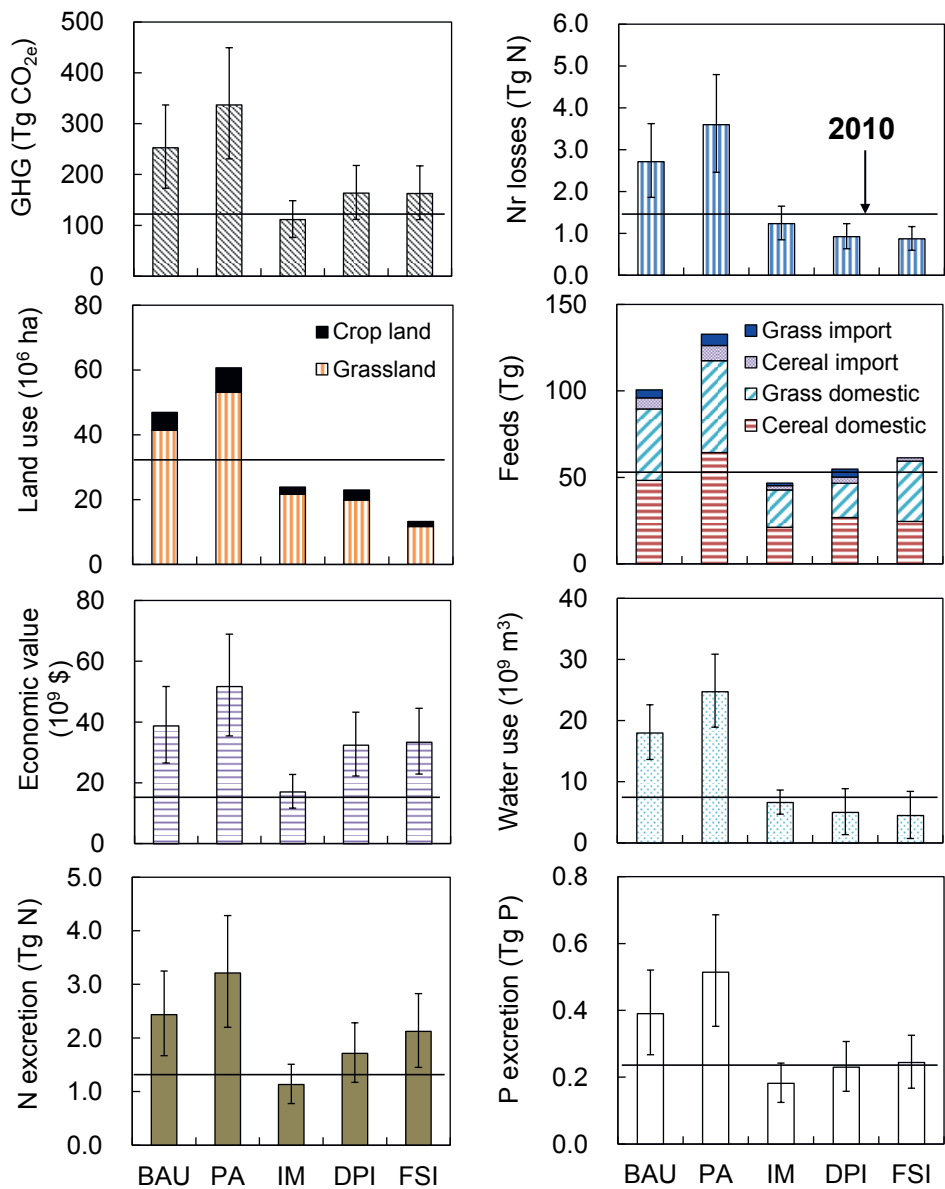 GHG (Tg CO2e)
500
400
300
200
100
0
Nr losses (Tg N)
6.0
5.0
4.0
3.0
2.0
1.0
0.0
2010
Land use (10⁶ ha)
80
60
40
20
0
Crop land
Grassland
Feeds (Tg)
150
100
50
0
Grass import
Cereal import
Grass domestic
Cereal domestic
Economic value
(10⁹ $)
80
60
40
20
0
Water use (10⁹ m³)
40
30
20
10
0
N excretion (Tg N)
5.0
4.0
3.0
2.0
1.0
0.0
BAU PA IM DPI FSI
P excretion (Tg P)
0.8
0.6
0.4
0.2
0.0
BAU PA IM DPI FSI